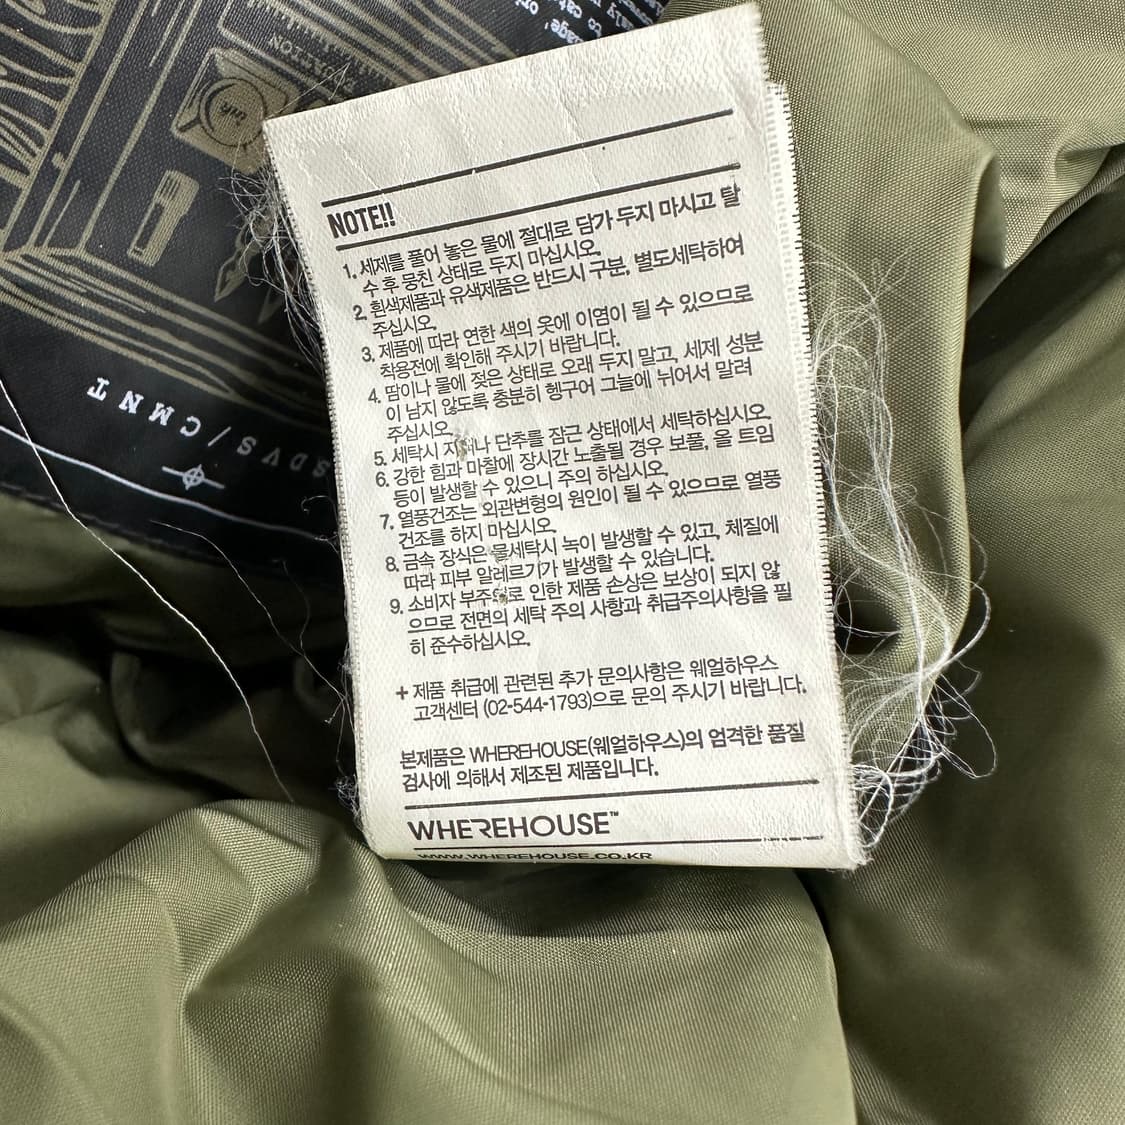 NOTE!!
1. 세제를 풀어 놓은 물에 절대로 담가 두지 마시고 탈
수 후 뭉친 상태로 두지 마십시오.
2. 흰색제품과 유색제품은 반드시 구분, 별도세탁하여
주십시오.
3. 제품에 따라 연한 색의 옷에 이염이 될 수 있으므로
착용전에 확인해 주시기 바랍니다.
4. 땀이나 물에 젖은 상태로 오래 두지 말고, 세제 성분
이 남지 않도록 충분히 헹구어 그늘에 뉘어서 말려
주십시오.
5. 세탁시 단추를 잠근 상태에서 세탁하십시오.
6. 강한 힘과 마찰에 장시간 노출될 경우 보풀, 올 트임
등이 발생할 수 있으니 주의 하십시오.
7. 열풍건조는 외관변형의 원인이 될 수 있으므로 열풍
건조를 하지 마십시오.
8. 금속 장식은 물세탁시 녹이 발생할 수 있고, 체질에
따라 피부 알레르기가 발생할 수 있습니다.
9. 소비자 부주의로 인한 제품 손상은 보상이 되지 않
으므로 전면의 세탁 주의 사항과 취급주의사항을 필
히 준수하십시오.
+ 제품 취급에 관련된 추가 문의사항은 웨얼하우스
고객센터 (02-544-1793)으로 문의 주시기 바랍니다.
본제품은 WHEREHOUSE(웨얼하우스)의 엄격한 품질
검사에 의해서 제조된 제품입니다.
WHEREHOUSE™
WWW.WHEREHOUSE.CO.KR
SDVS/CMNT
ink